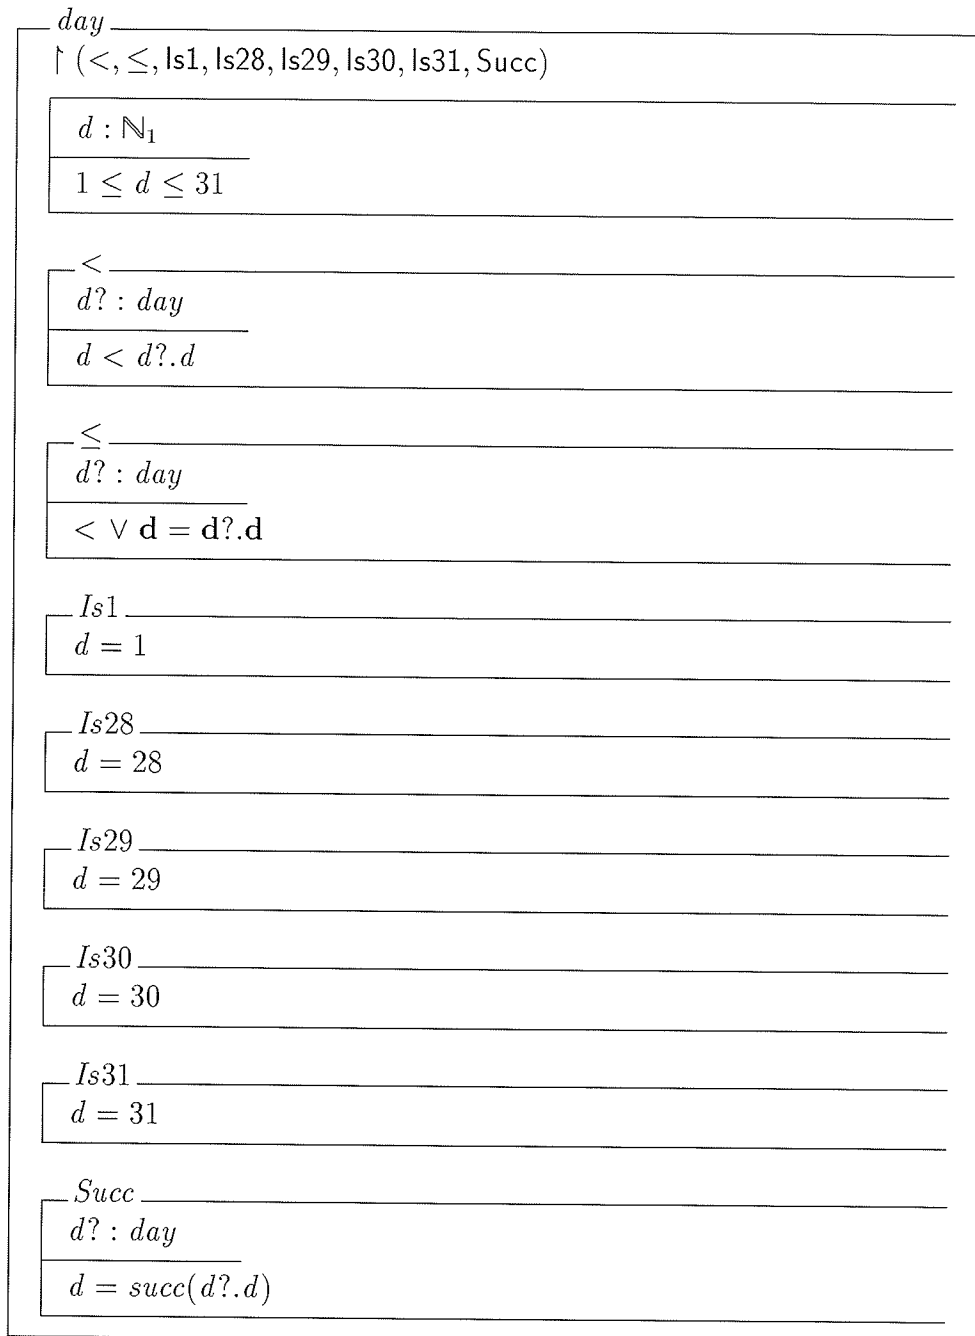 day
↾ (<, ≤, Is1, Is28, Is29, Is30, Is31, Succ)
d : ℕ₁
1 ≤ d ≤ 31
<
d? : day
d < d?.d
≤
d? : day
< ∨ d = d?.d
Is1
d = 1
Is28
d = 28
Is29
d = 29
Is30
d = 30
Is31
d = 31
Succ
d? : day
d = succ(d?.d)